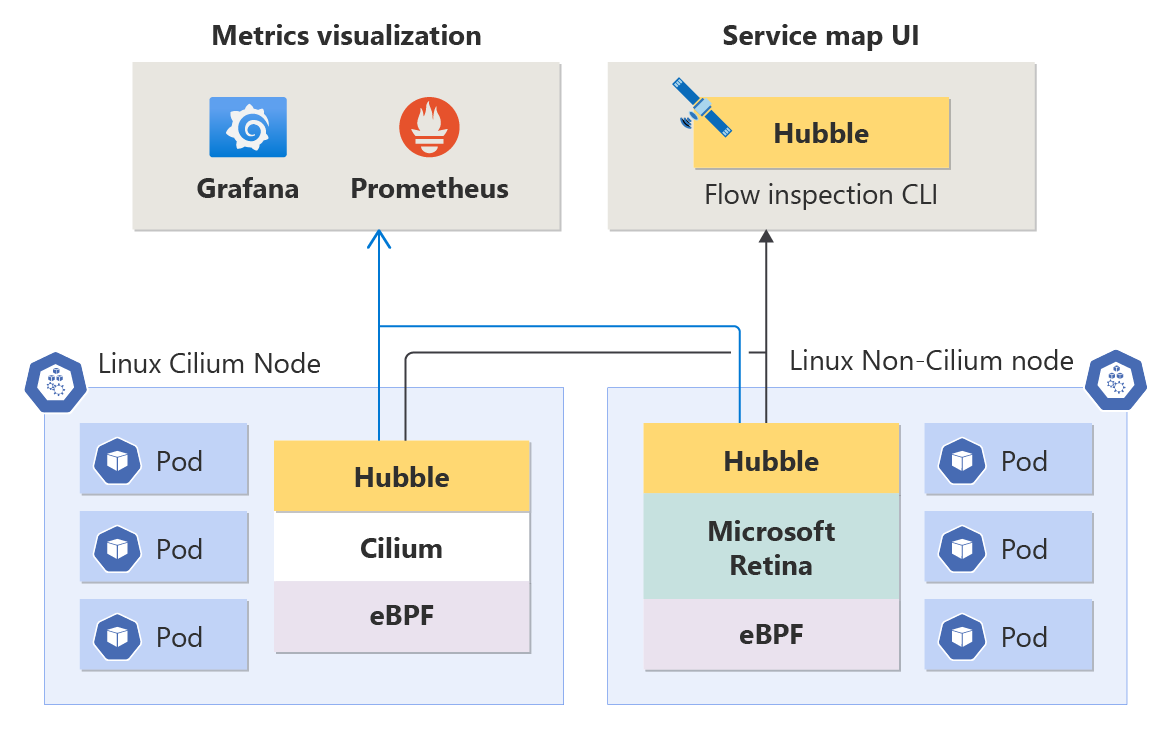 Metrics visualization
Service map UI
Grafana
Prometheus
Hubble
Flow inspection CLI
Linux Cilium Node
Linux Non-Cilium node
Pod
Pod
Pod
Hubble
Cilium
eBPF
Hubble
Microsoft
Retina
eBPF
Pod
Pod
Pod